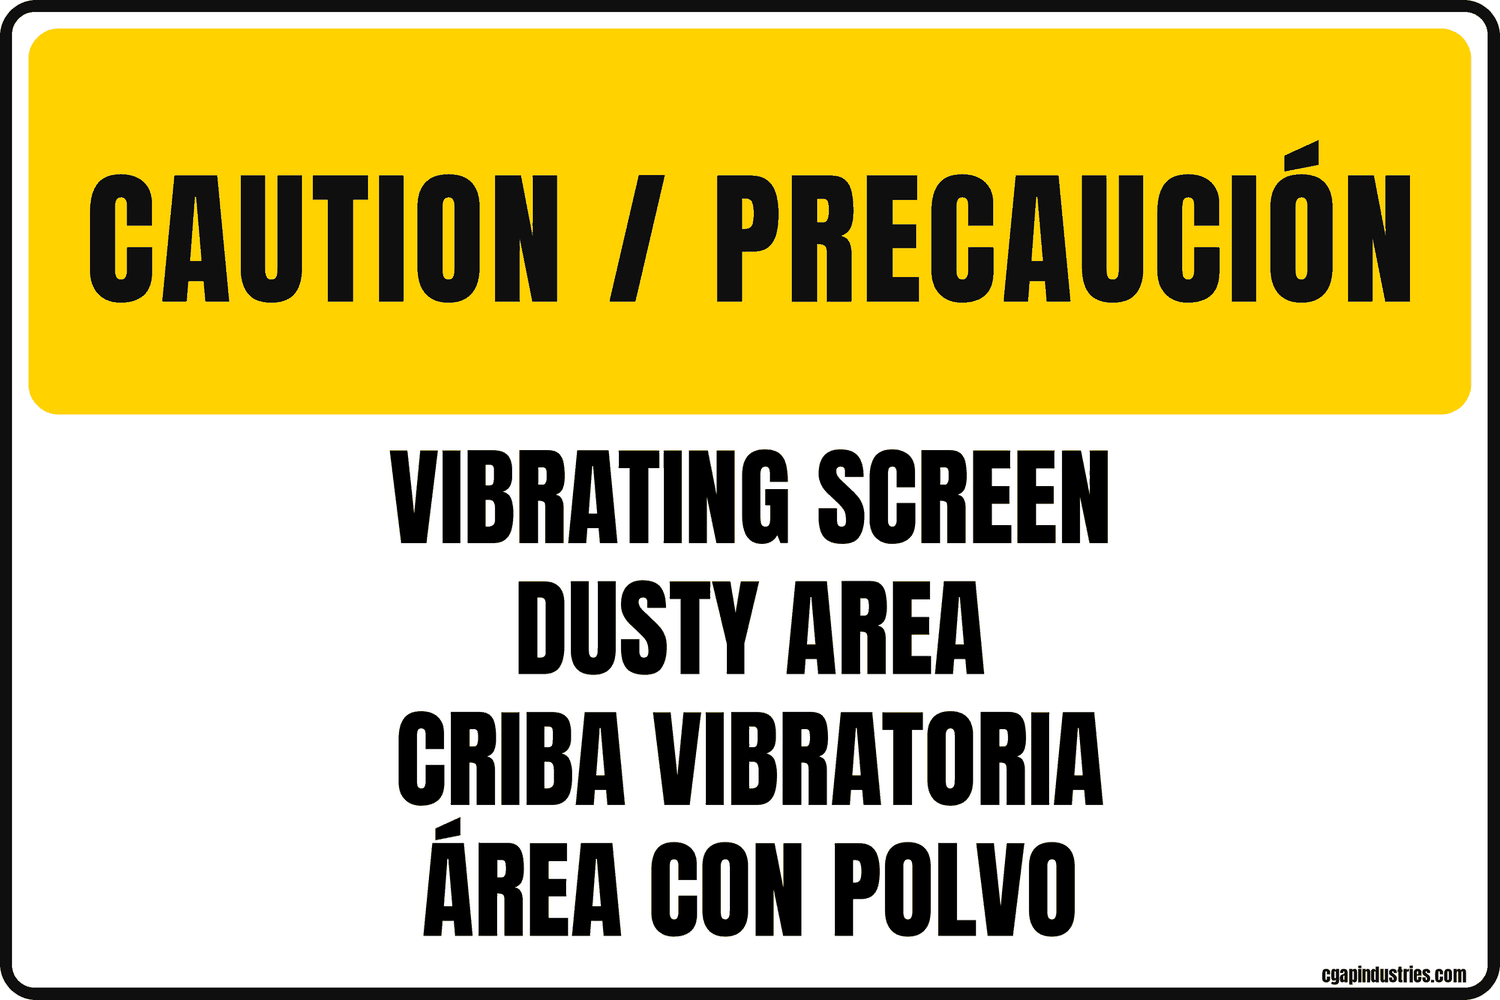 CAUTION / PRECAUCIÓN
VIBRATING SCREEN
DUSTY AREA
CRIBA VIBRATORIA
ÁREA CON POLVO
cgapindustries.com